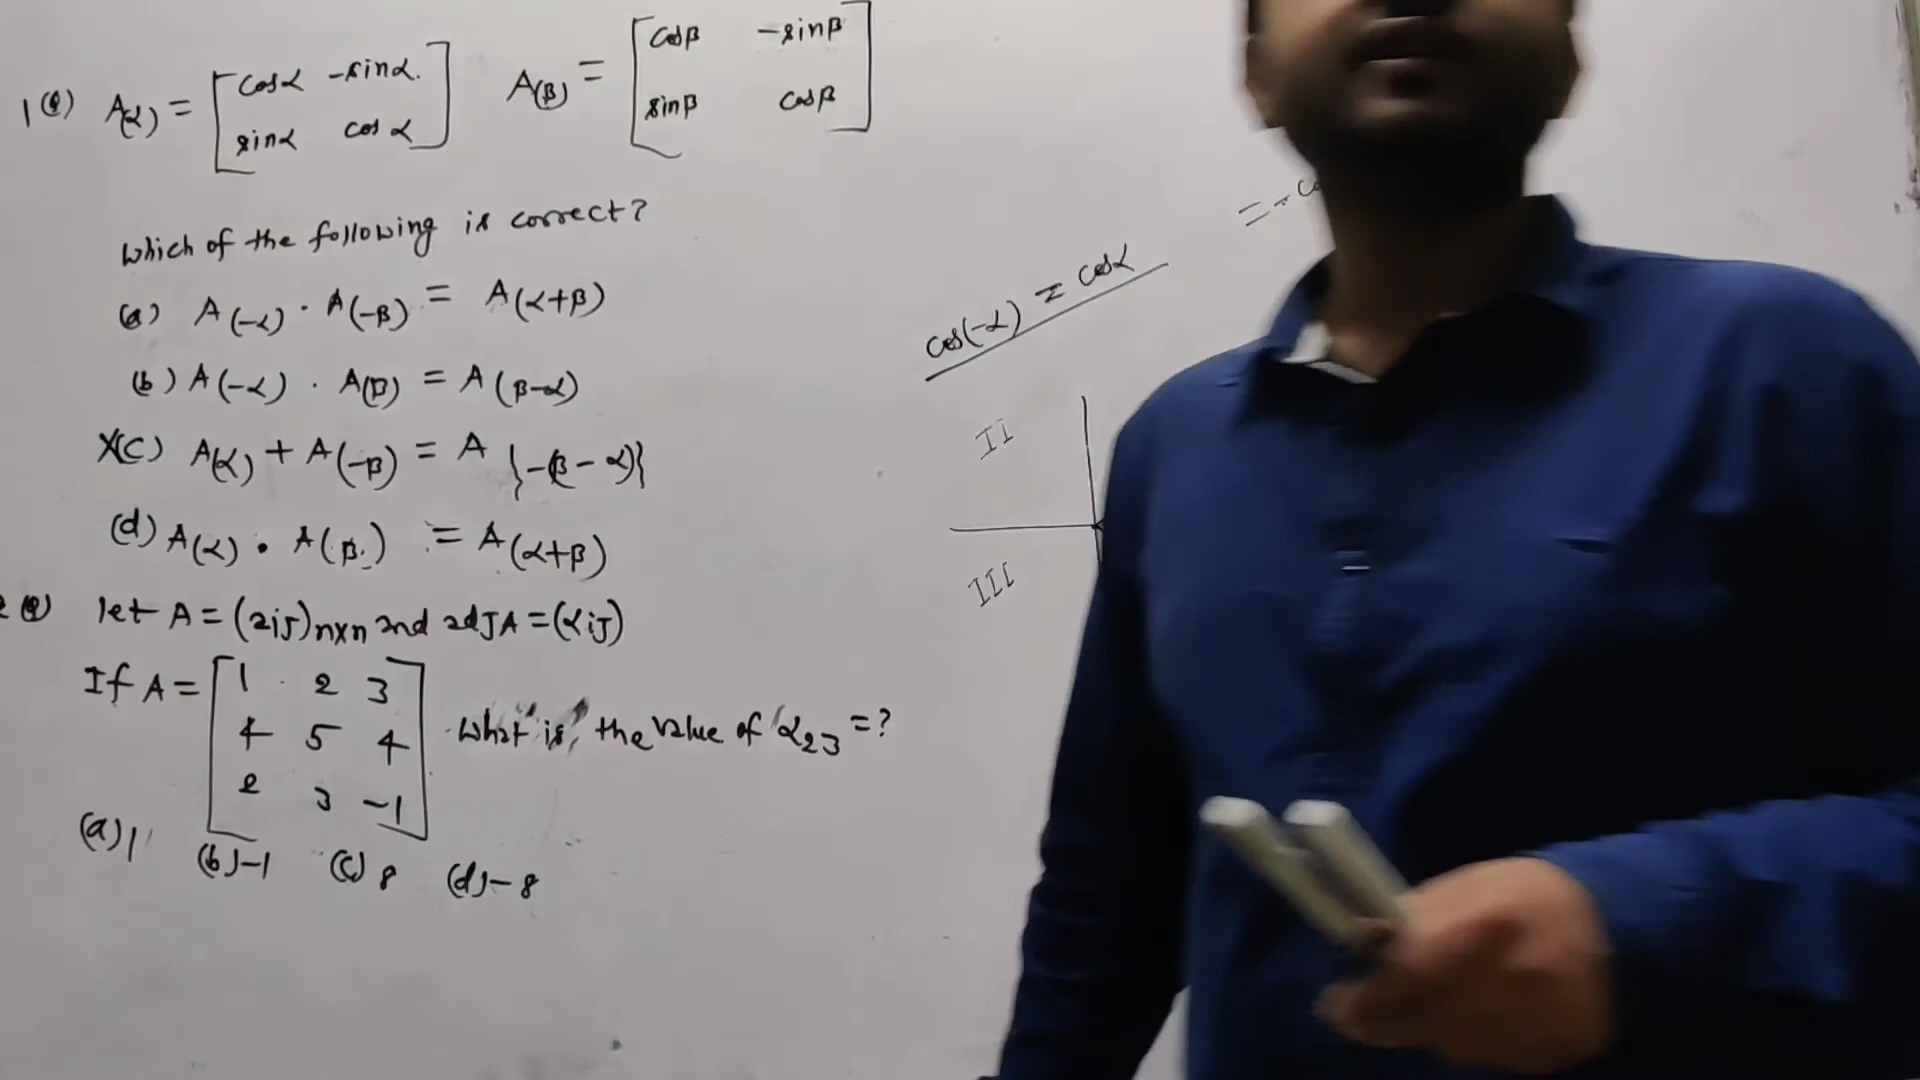 1(Q) A(α) = [cosα -sinα. sinα cosα] A(β) = [cosβ -sinβ sinβ cosβ]
Which of the following is correct?
(a) A(-α) · A(-β) = A(α+β)
(b) A(-α) · A(β) = A(β-α)
X(C) A(α) + A(-β) = A {-(β-α)}
(d) A(α) · A(β) = A(α+β)
2(Q) let A = (aij)nxn and adjA = (αij)
If A = [1 2 3 4 5 4 2 3 -1] What is the value of α23 = ?
(a) 1 (b) -1 (C) 8 (d) -8
= - co
cos(-α) = cosα
II
III